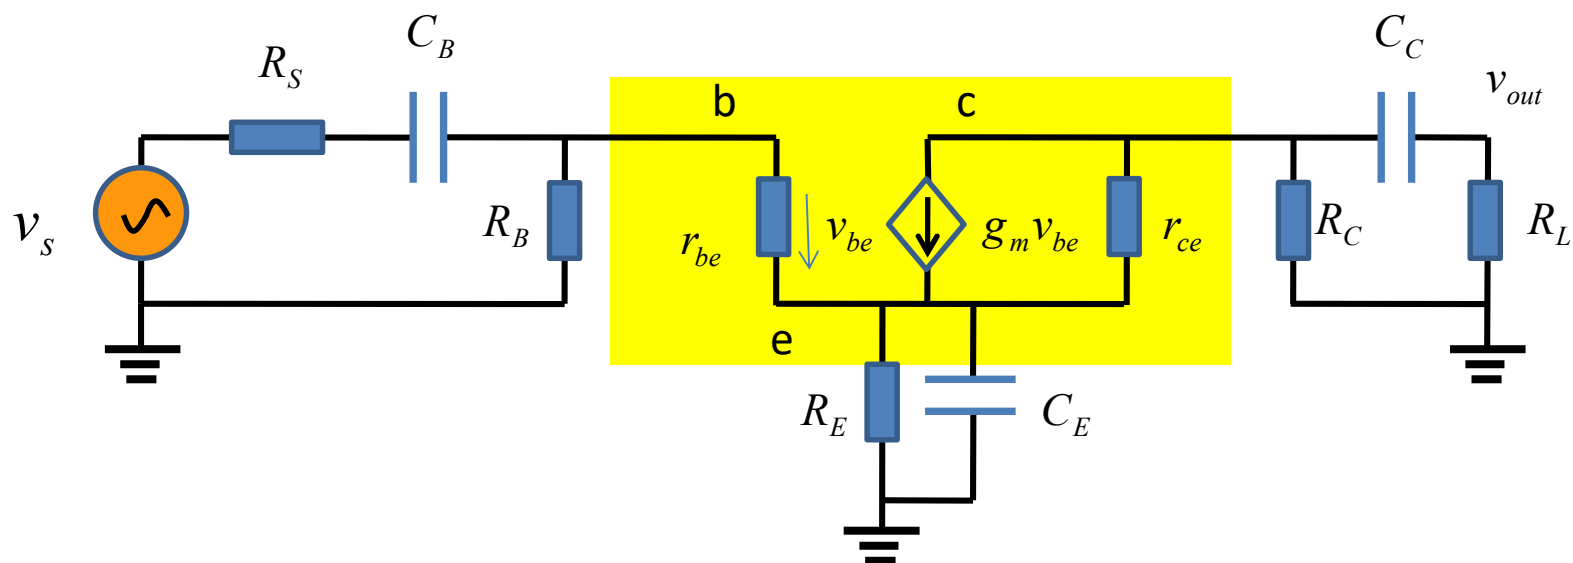 C_B
C_C
R_S
v_out
b
c
v_s
R_B
r_be
v_be
g_m v_be
r_ce
R_C
R_L
e
R_E
C_E